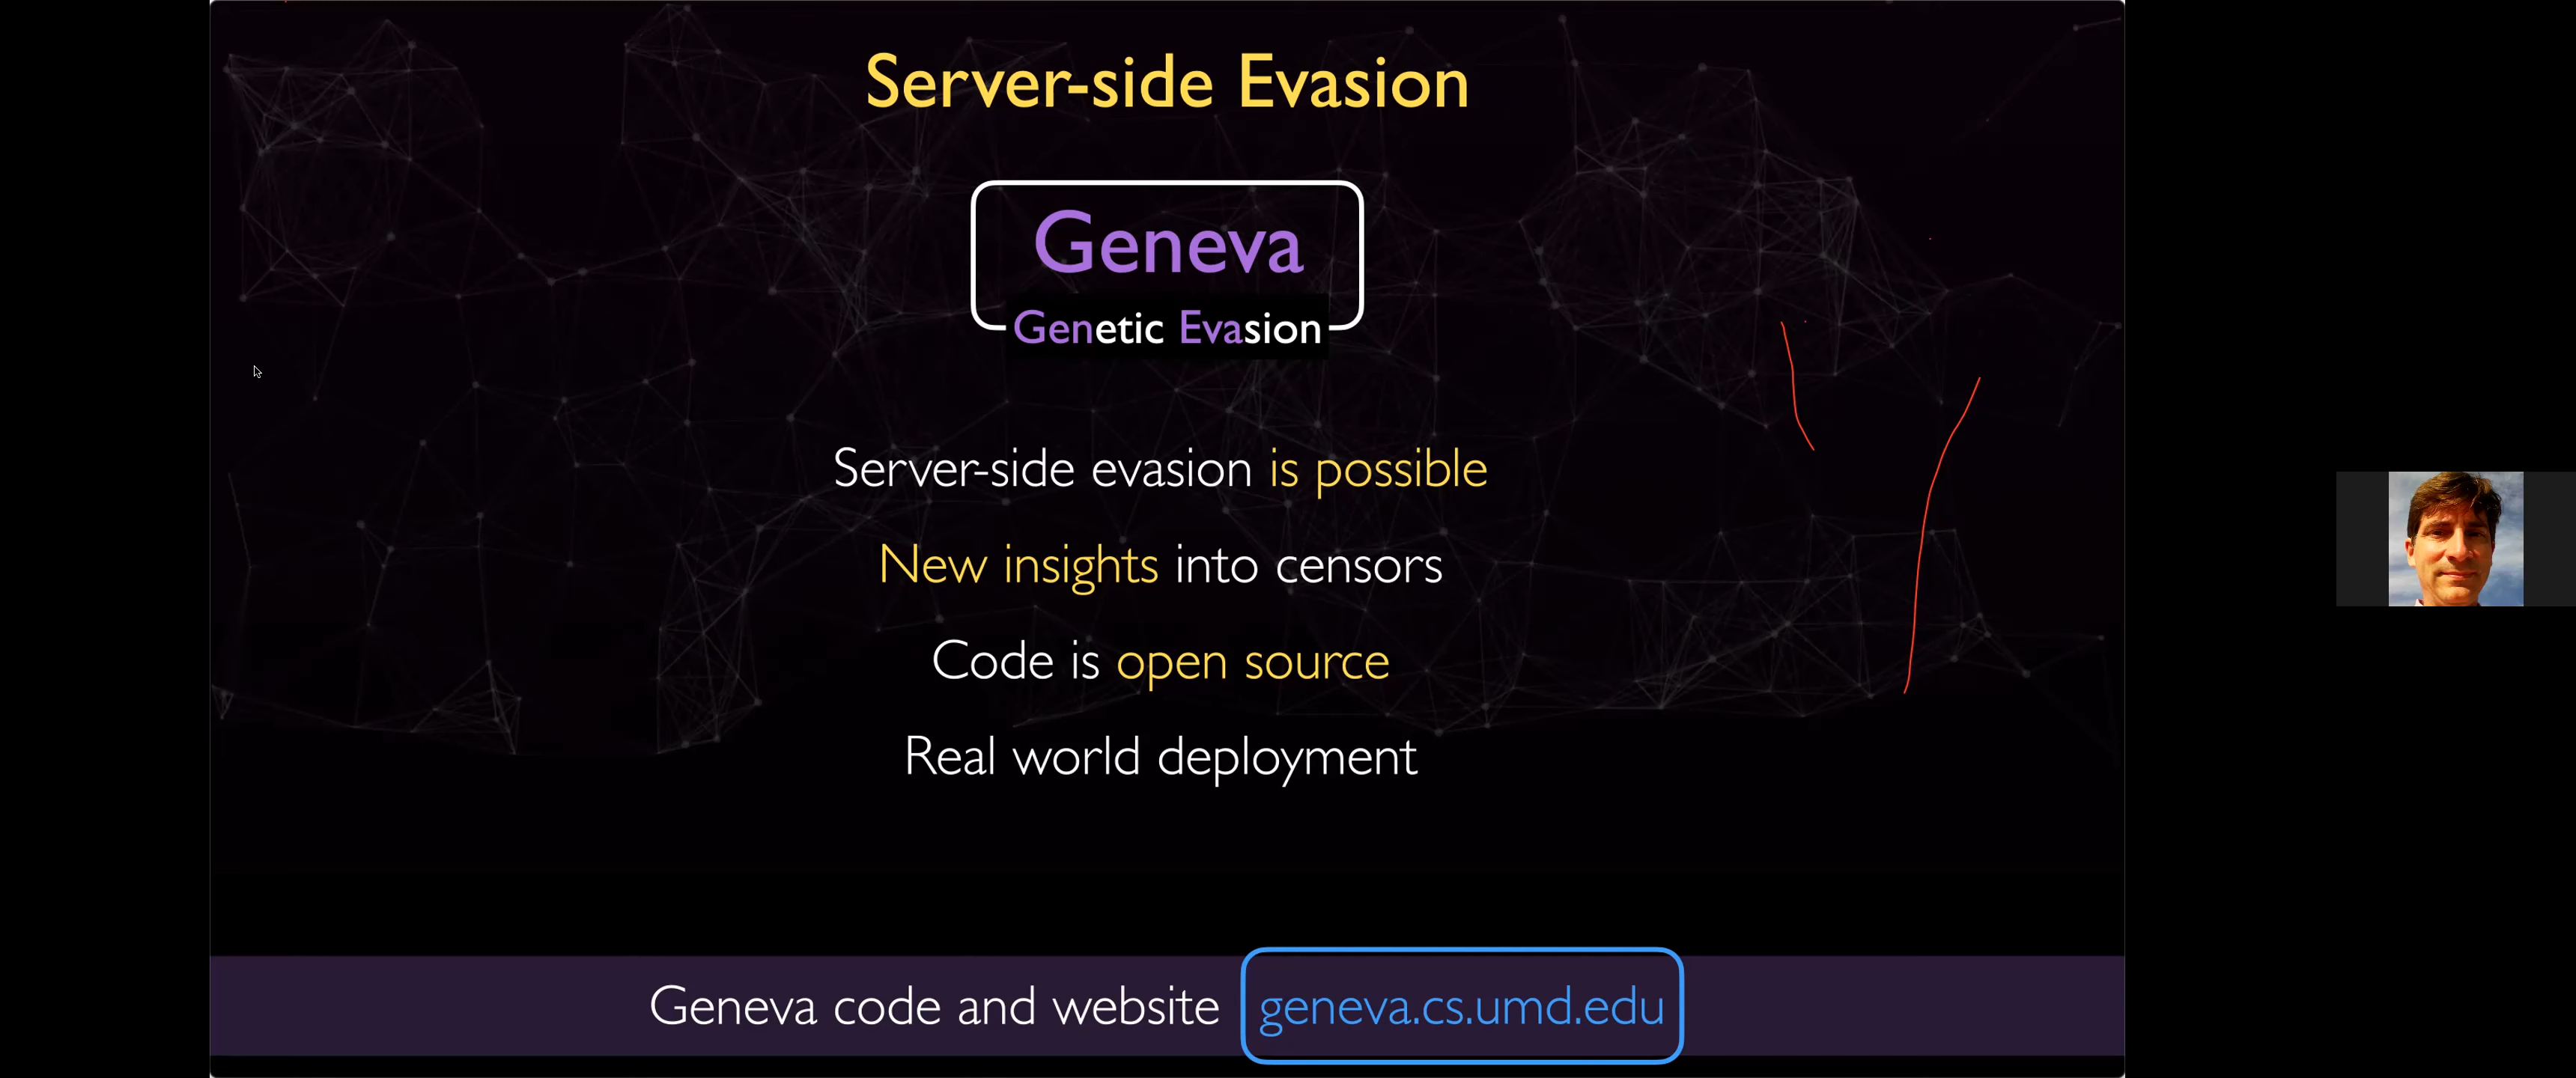 Server-side Evasion
Geneva
Genetic Evasion
Server-side evasion is possible
New insights into censors
Code is open source
Real world deployment
Geneva code and website geneva.cs.umd.edu